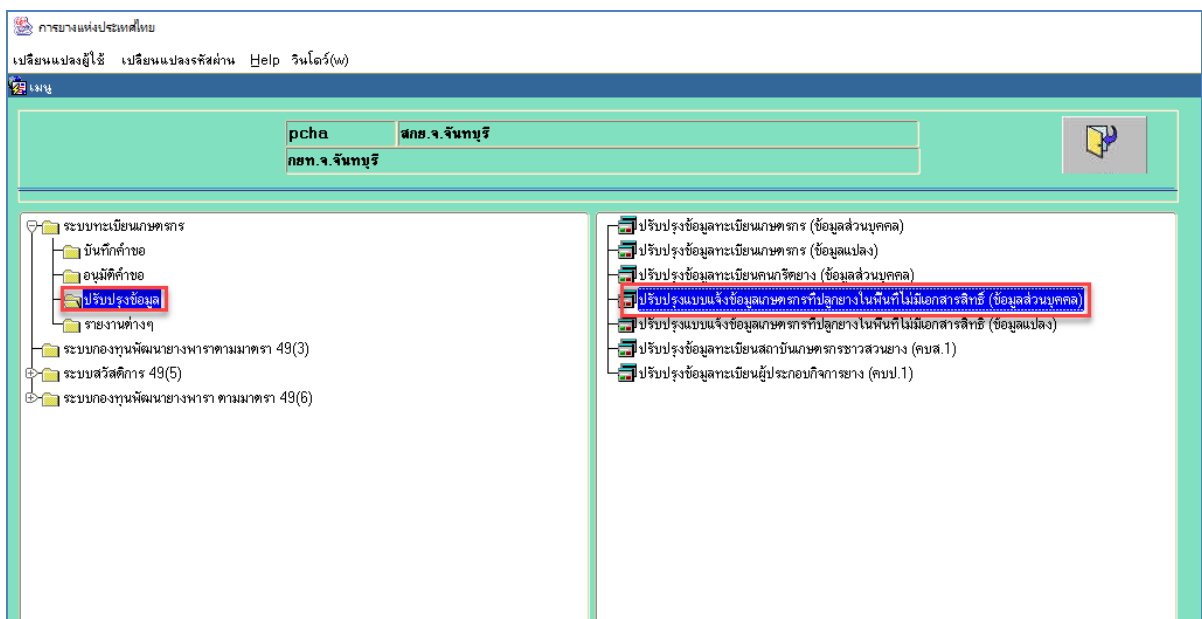 การยางแห่งประเทศไทย
เปลี่ยนแปลงผู้ใช้ เปลี่ยนแปลงรหัสผ่าน Help วินโดว์(w)
เมนู
pcha สกย.จ.จันทบุรี
กยท.จ.จันทบุรี
ระบบทะเบียนเกษตรกร
บันทึกคำขอ
อนุมัติคำขอ
ปรับปรุงข้อมูล
รายงานต่างๆ
ระบบกองทุนพัฒนายางพาราตามมาตรา 49(3)
ระบบสวัสดิการ 49(5)
ระบบกองทุนพัฒนายางพารา ตามมาตรา 49(6)
ปรับปรุงข้อมูลทะเบียนเกษตรกร (ข้อมูลส่วนบุคคล)
ปรับปรุงข้อมูลทะเบียนเกษตรกร (ข้อมูลแปลง)
ปรับปรุงข้อมูลทะเบียนคนกรีดยาง (ข้อมูลส่วนบุคคล)
ปรับปรุงแบบแจ้งข้อมูลเกษตรกรที่ปลูกยางในพื้นที่ไม่มีเอกสารสิทธิ์ (ข้อมูลส่วนบุคคล)
ปรับปรุงแบบแจ้งข้อมูลเกษตรกรที่ปลูกยางในพื้นที่ไม่มีเอกสารสิทธิ์ (ข้อมูลแปลง)
ปรับปรุงข้อมูลทะเบียนสถาบันเกษตรกรชาวสวนยาง (คบส.1)
ปรับปรุงข้อมูลทะเบียนผู้ประกอบกิจการยาง (คบป.1)